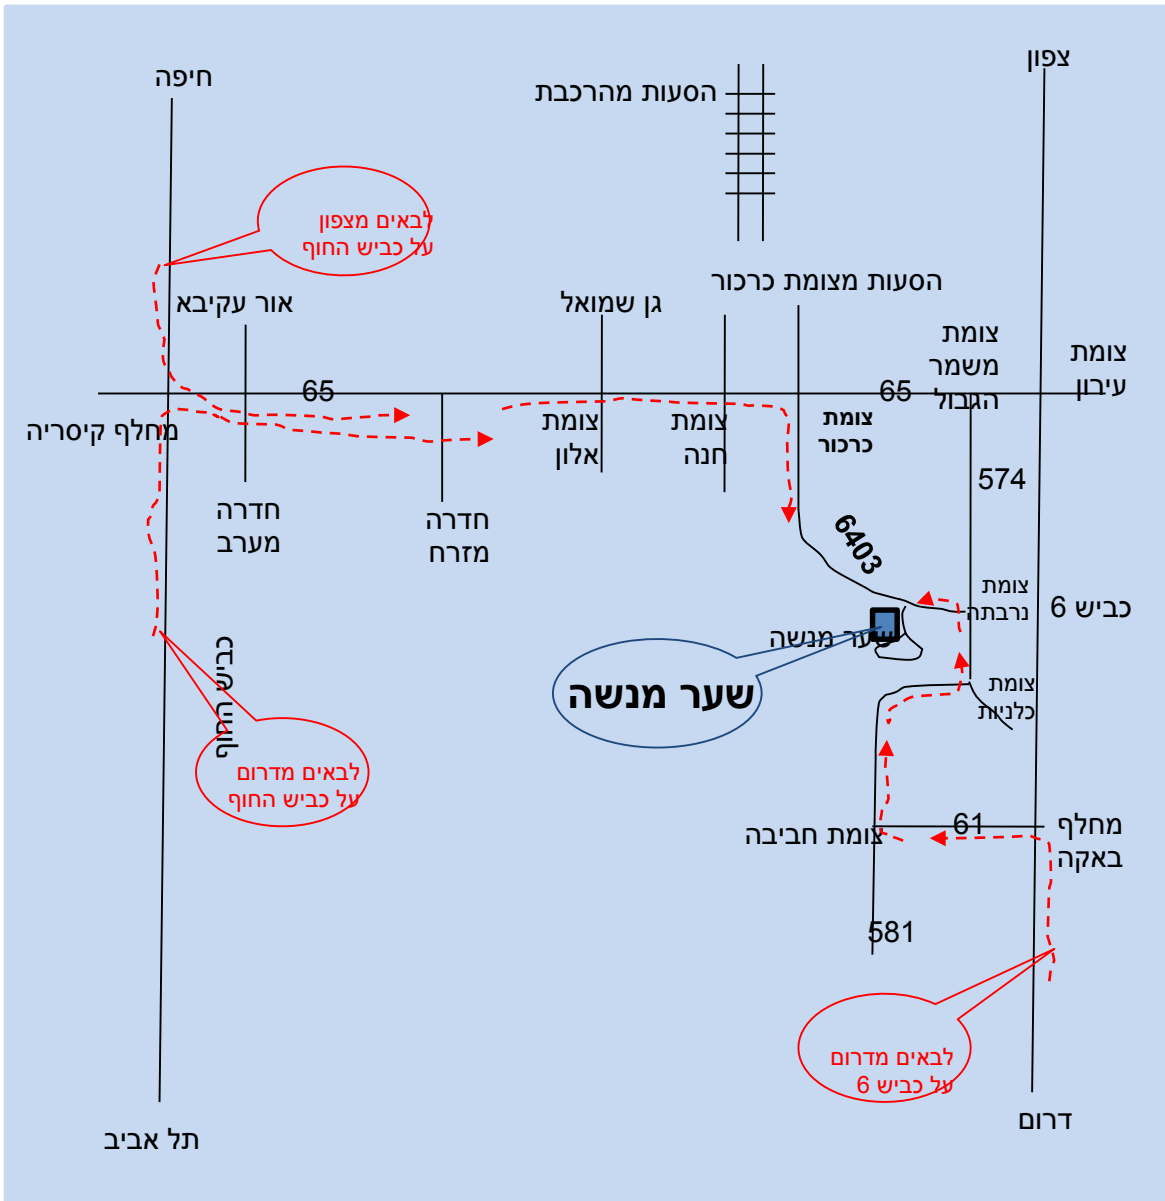 צפון
חיפה
הסעות מהרכבת
לבאים מצפון
על כביש החוף
הסעות מצומת כרכור
אור עקיבא
גן שמואל
צומת
משמר
הגבול
צומת
עירון
65
65
מחלף קיסריה
צומת
אלון
צומת
חנה
צומת
כרכור
574
חדרה
מערב
חדרה
מזרח
6403
צומת
נרבתה
כביש 6
שער מנשה
שער מנשה
כביש החוף
צומת
כלניות
לבאים מדרום
על כביש החוף
61
מחלף
באקה
צומת חביבה
581
לבאים מדרום
על כביש 6
דרום
תל אביב